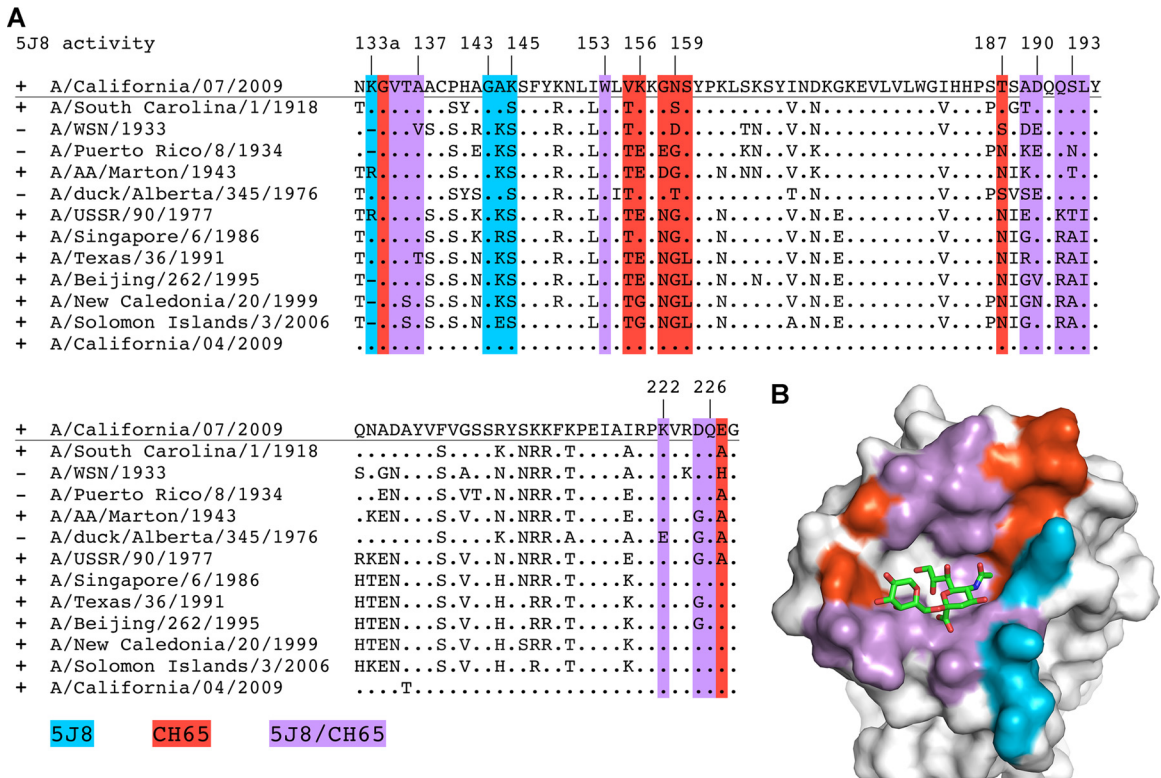 A
5J8 activity 133a 137 143 145 153 156 159 187 190 193
+ A/California/07/2009 NKGVTAACPHAGAKSFYKNLIWLVKKGNSYPKLSKSYINDKGKEVLVLWGIHHPSTSADQQSLY
+ A/South Carolina/1/1918 T.......SY...S...R..L..T...S.........V.N..........V...P.GT......
- A/WSN/1933 .-...VS...R.KS...R..L..T...D.....TN..V.N..........V....S.DE.....
- A/Puerto Rico/8/1934 .-......S.E.KS...R..L..TE.EG.....KN..V.K..........V...PN.KE..N..
+ A/AA/Marton/1943 TR......S...KS...R..L..TE.DG...N.NN..V.N..........V....NIK...T..
- A/duck/Alberta/345/1976 T.......SYS..S...R..L.IT...T.........T.N..........V...PSVSE.....
+ A/USSR/90/1977 TR....S.S.K.KS...R..L..TE.NG...N.....V.N.E........V....NIE..KTI.
+ A/Singapore/6/1986 T.....S.S.K.RS...R..L..T..NG...N.....V.N.E........V....NIG..RAI.
+ A/Texas/36/1991 T....TS.S.K.KS...R..L..TE.NGL..N.....V.N.E........V....NIR..RAI.
+ A/Beijing/262/1995 T-....S.S.N.KS...R..L..TE.NGL..N..N..V.N.E........V....NIGV.RAI.
+ A/New Caledonia/20/1999 T-..S.S.S.N.KS...R..L..TG.NGL..N.....V.N.E........V...PNIGN.RA..
+ A/Solomon Islands/3/2006 T-..S.S.S.N.ES......L..TG.NGL..N.....A.N.E........V...PNIG..RA..
+ A/California/04/2009 ................................................................
222 226
+ A/California/07/2009 QNADAYVFVGSSRYSKKFKPEIAIRPKVRDQEG
+ A/South Carolina/1/1918 .......S....K.NRR.T....A.......A.
- A/WSN/1933 S.GN...S.A..K.NRR.T....A....K..H.
- A/Puerto Rico/8/1934 ..EN...S.VT.N.NRR.T....E.......A.
+ A/AA/Marton/1943 .KEN...S.V..N.NRR.T....E.....G.A.
- A/duck/Alberta/345/1976 .......S....K.NRR.A....A..E..G.A.
+ A/USSR/90/1977 RKEN...S.V..N.NRR.T....E.....G.A.
+ A/Singapore/6/1986 HTEN...S.V..H.NRR.T....K.........
+ A/Texas/36/1991 HTEN...S.V..H..RR.T....K.....G...
+ A/Beijing/262/1995 HTEN...S.V..H..RR.T....K.....G...
+ A/New Caledonia/20/1999 HTEN...S.V..H.SRR.T....K.........
+ A/Solomon Islands/3/2006 HKEN...S.V..H..R..T....K.........
+ A/California/04/2009 ....T............................
5J8 CH65 5J8/CH65
B